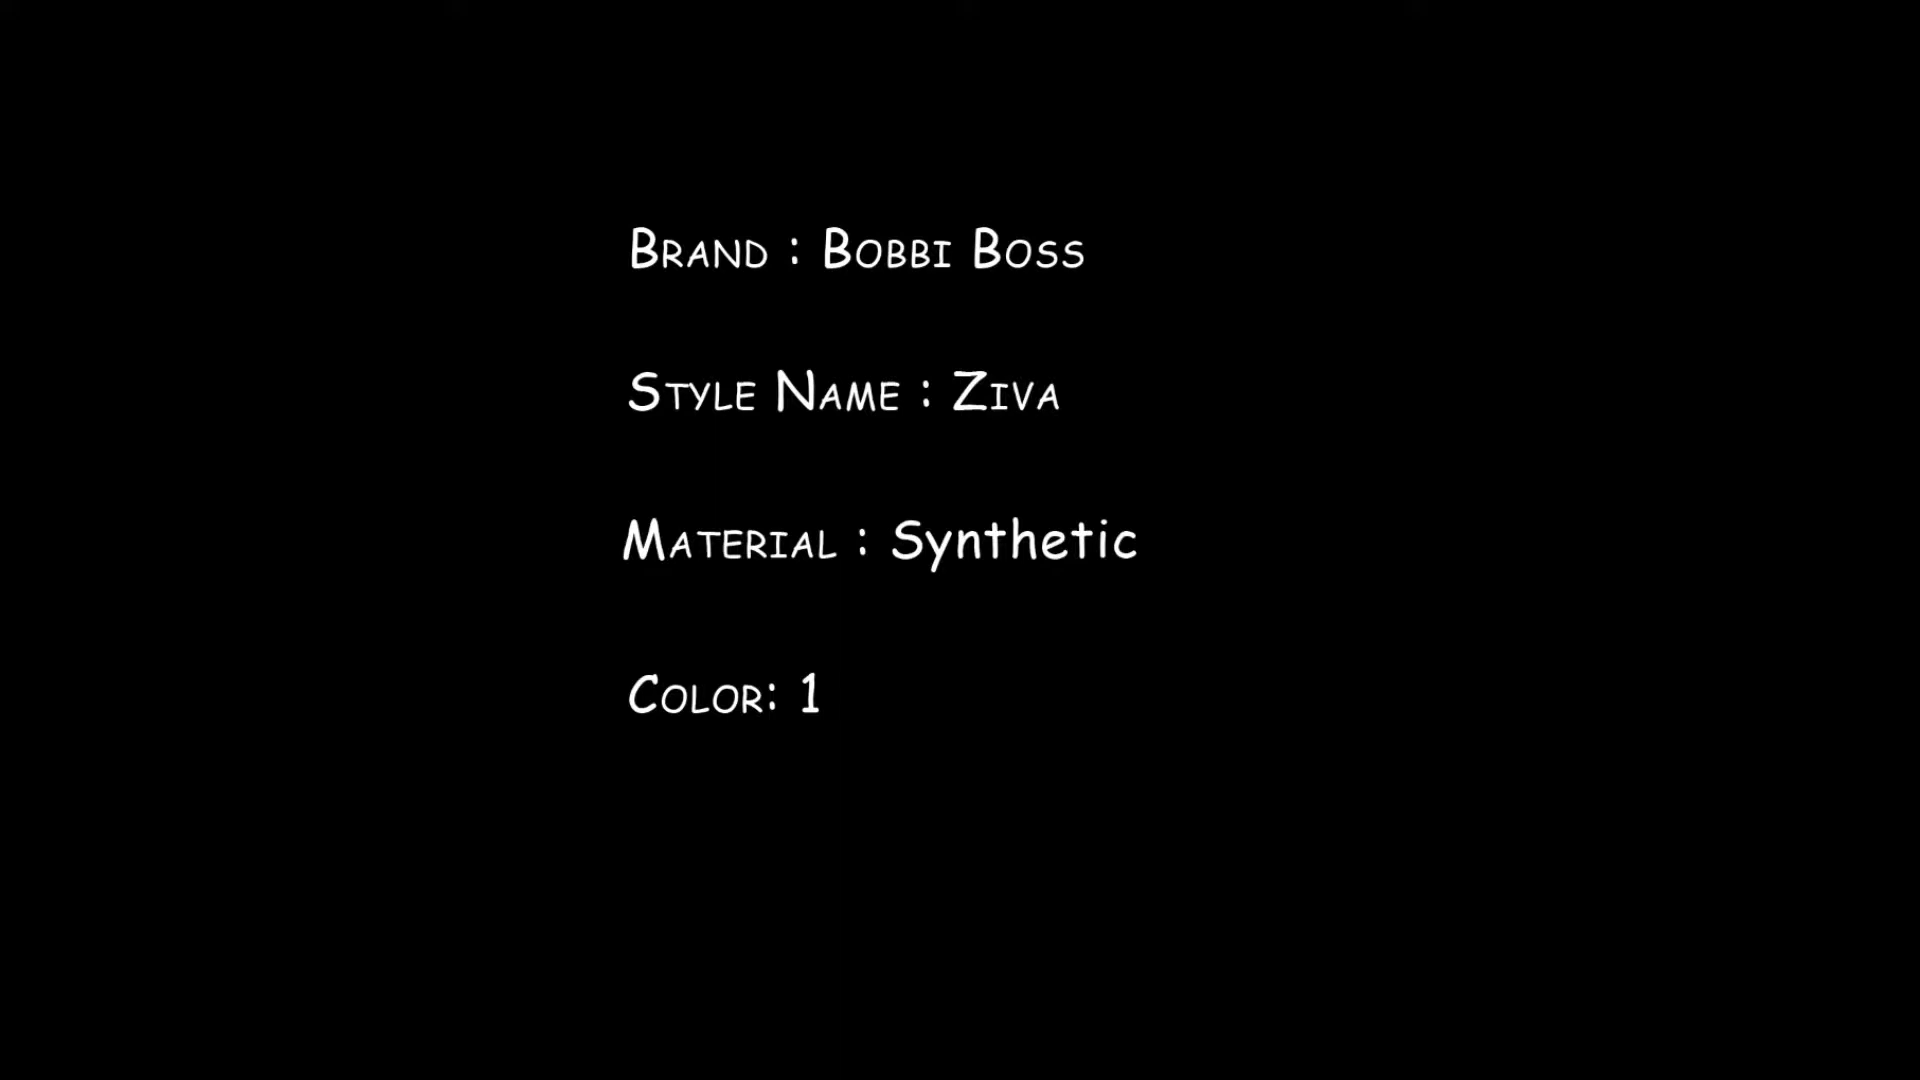 Brand : Bobbi Boss
Style Name : Ziva
Material : Synthetic
Color: 1